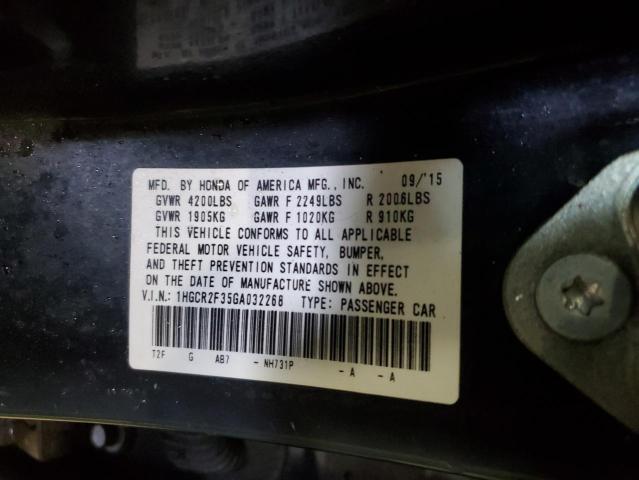 MFD. BY HONDA OF AMERICA MFG., INC. 09/'15
GVWR 4200LBS GAWR F 2249LBS R 2006LBS
GVWR 1905KG GAWR F 1020KG R 910KG
THIS VEHICLE CONFORMS TO ALL APPLICABLE
FEDERAL MOTOR VEHICLE SAFETY, BUMPER,
AND THEFT PREVENTION STANDARDS IN EFFECT
ON THE DATE OF MANUFACTURE SHOWN ABOVE.
V.I.N.: 1HGCR2F35GA032268 TYPE: PASSENGER CAR
T2F G AB7 - NH731P - A - A